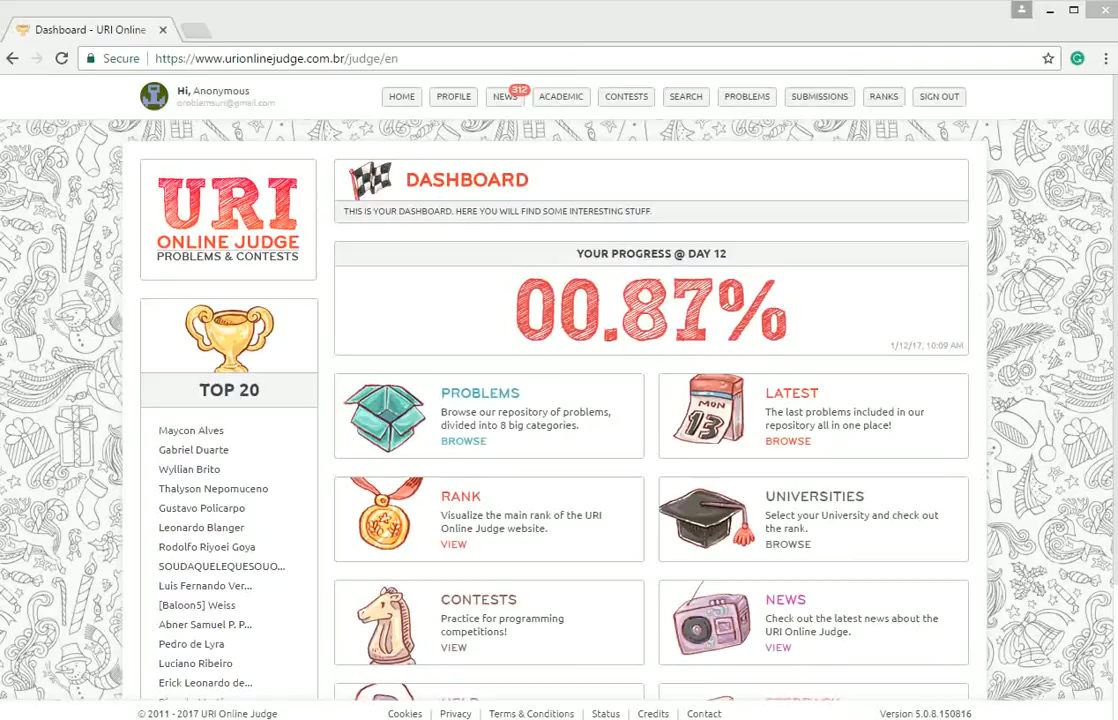 Dashboard - URI Online
Secure
https://www.urionlinejudge.com.br/judge/en
Hi, Anonymous
problemsuri@gmail.com
HOME
PROFILE
NEWS
312
ACADEMIC
CONTESTS
SEARCH
PROBLEMS
SUBMISSIONS
RANKS
SIGN OUT
URI
ONLINE JUDGE
PROBLEMS & CONTESTS
TOP 20
Maycon Alves
Gabriel Duarte
Wyllian Brito
Thalyson Nepomuceno
Gustavo Policarpo
Leonardo Blanger
Rodolfo Riyoei Goya
SOUDAQUELEQUESOUO...
Luis Fernando Ver...
[Baloon5] Weiss
Abner Samuel P. P...
Pedro de Lyra
Luciano Ribeiro
Erick Leonardo de...
DASHBOARD
THIS IS YOUR DASHBOARD. HERE YOU WILL FIND SOME INTERESTING STUFF.
YOUR PROGRESS @ DAY 12
00.87%
1/12/17, 10:09 AM
PROBLEMS
Browse our repository of problems,
divided into 8 big categories.
BROWSE
MON
13
LATEST
The last problems included in our
repository all in one place!
BROWSE
RANK
Visualize the main rank of the URI
Online Judge website.
VIEW
UNIVERSITIES
Select your University and check out
the rank.
BROWSE
CONTESTS
Practice for programming
competitions!
VIEW
NEWS
Check out the latest news about the
URI Online Judge.
VIEW
© 2011 - 2017 URI Online Judge
Cookies
Privacy
Terms & Conditions
Status
Credits
Contact
Version 5.0.8.150816